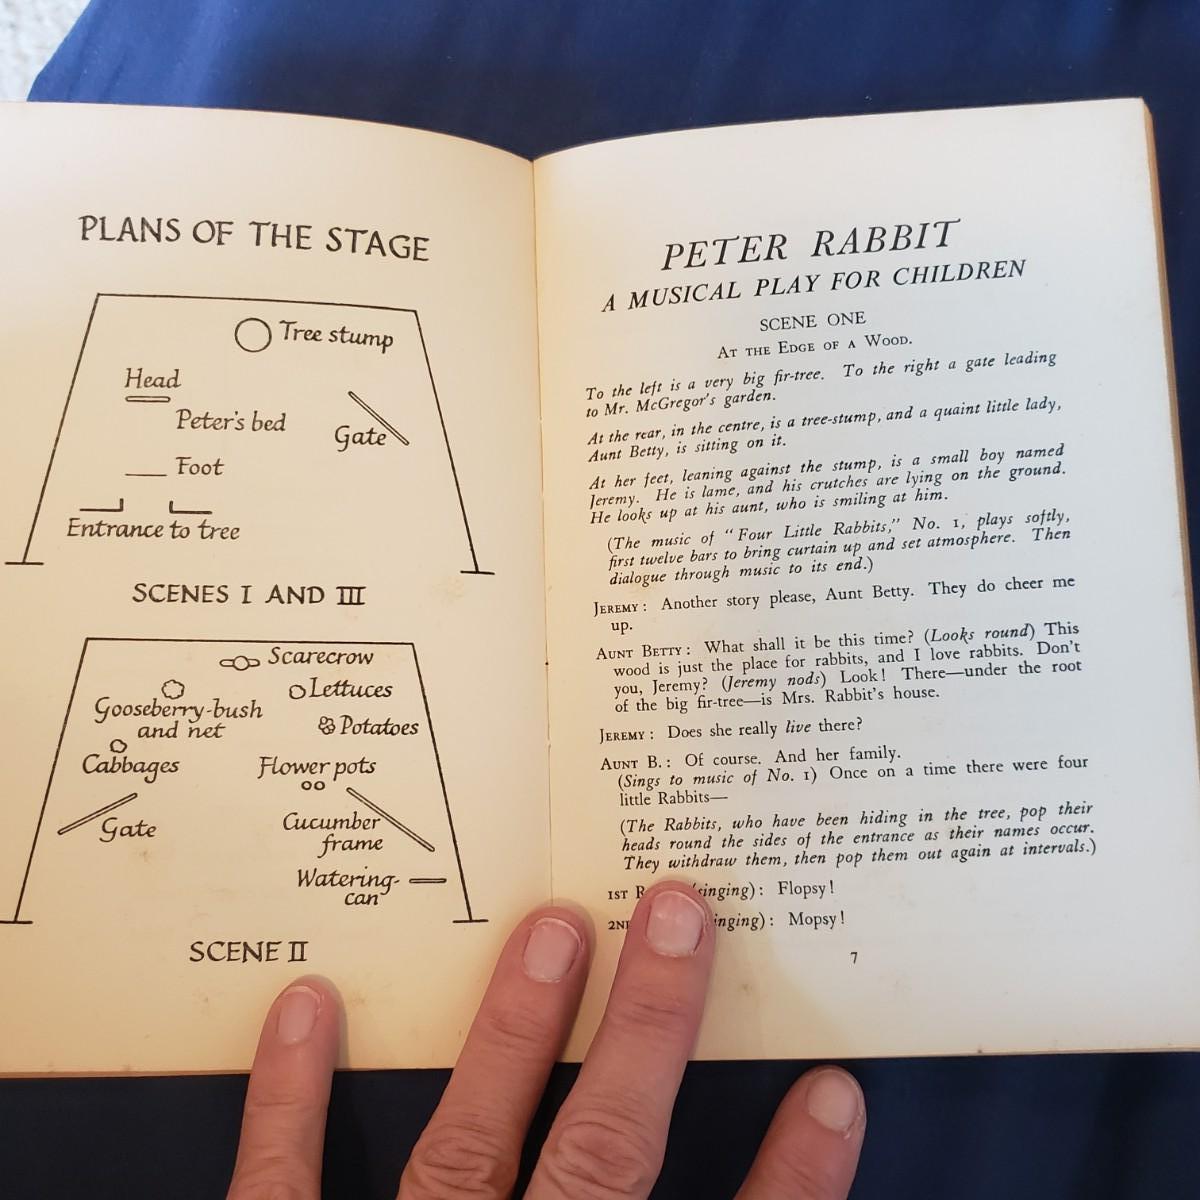 PLANS OF THE STAGE
Tree stump
Head
Peter's bed
Gate
Foot
Entrance to tree
SCENES I AND III
Scarecrow
Lettuces
Gooseberry-bush
and net
Potatoes
Cabbages
Flower pots
Gate
Cucumber
frame
Watering-
can
SCENE II
PETER RABBIT
A MUSICAL PLAY FOR CHILDREN
SCENE ONE
AT THE EDGE OF A WOOD.
To the left is a very big fir-tree. To the right a gate leading
to Mr. McGregor's garden.
At the rear, in the centre, is a tree-stump, and a quaint little lady,
Aunt Betty, is sitting on it.
At her feet, leaning against the stump, is a small boy named
Jeremy. He is lame, and his crutches are lying on the ground.
He looks up at his aunt, who is smiling at him.
(The music of "Four Little Rabbits," No. 1, plays softly,
first twelve bars to bring curtain up and set atmosphere. Then
dialogue through music to its end.)
JEREMY: Another story please, Aunt Betty. They do cheer me
up.
AUNT BETTY: What shall it be this time? (Looks round) This
wood is just the place for rabbits, and I love rabbits. Don't
you, Jeremy? (Jeremy nods) Look! There—under the root
of the big fir-tree—is Mrs. Rabbit's house.
JEREMY: Does she really live there?
AUNT B.: Of course. And her family.
(Sings to music of No. 1) Once on a time there were four
little Rabbits—
(The Rabbits, who have been hiding in the tree, pop their
heads round the sides of the entrance as their names occur.
They withdraw them, then pop them out again at intervals.)
1ST (singing): Flopsy!
2ND Mopsy!
7